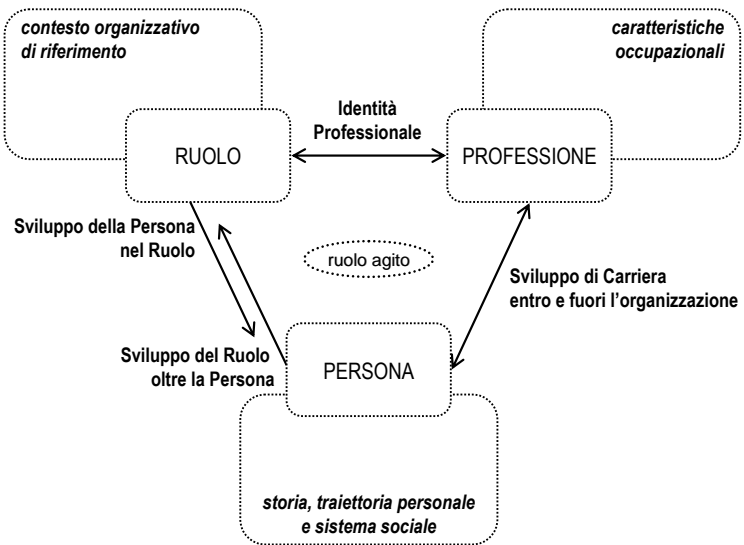 contesto organizzativo
di riferimento
caratteristiche
occupazionali
Identità
Professionale
RUOLO
PROFESSIONE
Sviluppo della Persona
nel Ruolo
ruolo agito
Sviluppo di Carriera
entro e fuori l’organizzazione
Sviluppo del Ruolo
oltre la Persona
PERSONA
storia, traiettoria personale
e sistema sociale